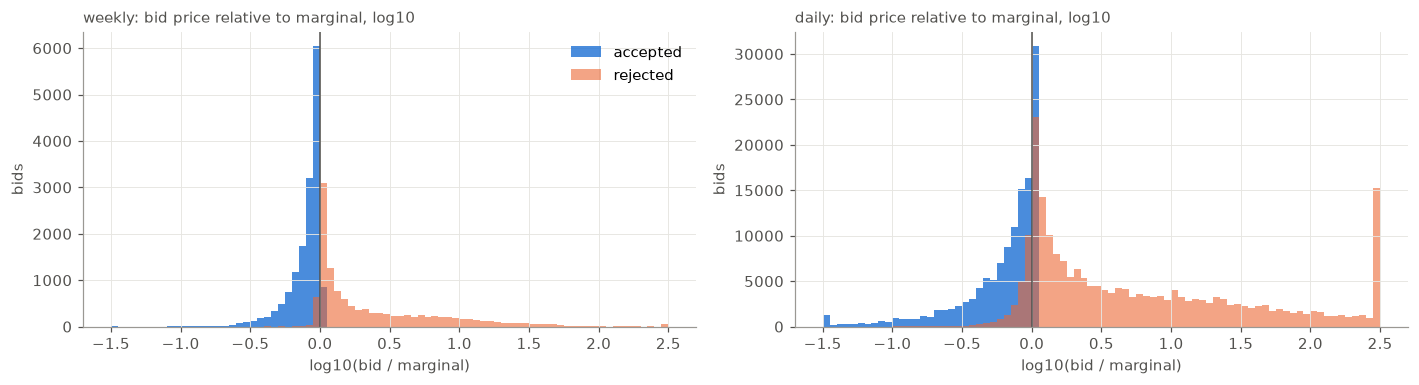 weekly: bid price relative to marginal, log10
6000
5000
4000
3000
2000
1000
0
bids
accepted
rejected
−1.5 −1.0 −0.5 0.0 0.5 1.0 1.5 2.0 2.5
log10(bid / marginal)
daily: bid price relative to marginal, log10
30000
25000
20000
15000
10000
5000
0
bids
−1.5 −1.0 −0.5 0.0 0.5 1.0 1.5 2.0 2.5
log10(bid / marginal)